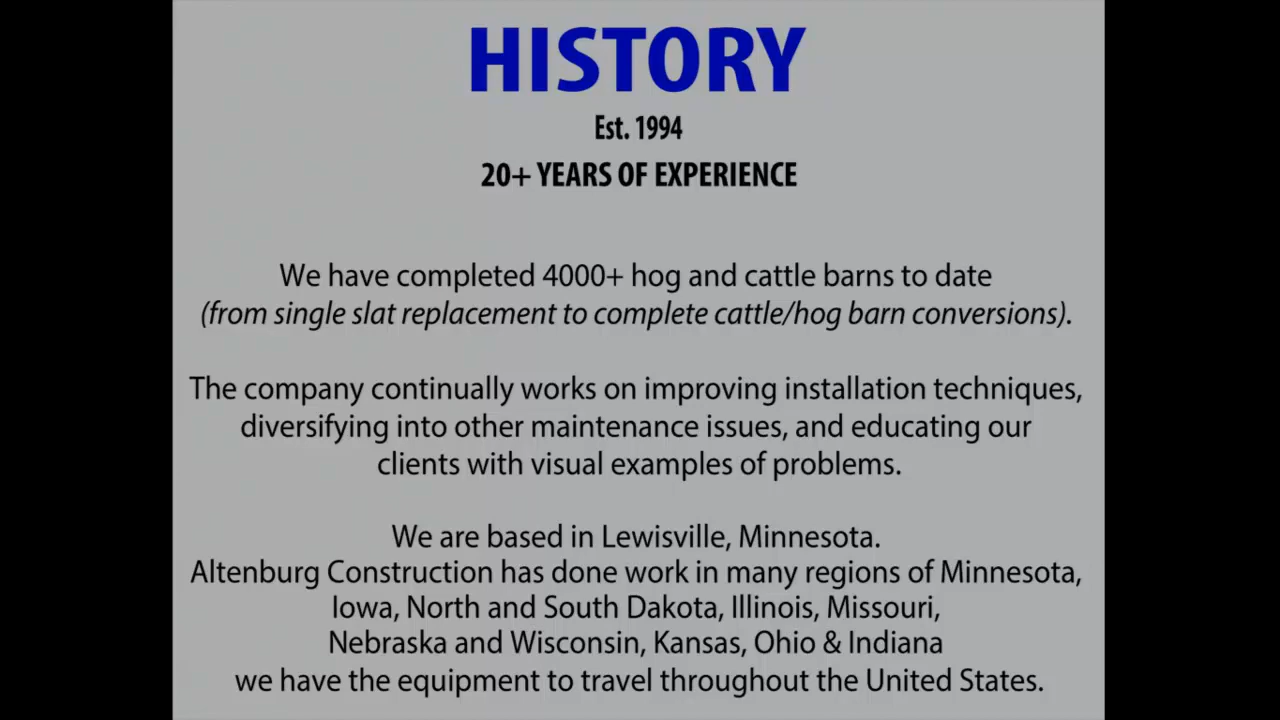 HISTORY
Est. 1994
20+ YEARS OF EXPERIENCE
We have completed 4000+ hog and cattle barns to date
(from single slat replacement to complete cattle/hog barn conversions).
The company continually works on improving installation techniques,
diversifying into other maintenance issues, and educating our
clients with visual examples of problems.
We are based in Lewisville, Minnesota.
Altenburg Construction has done work in many regions of Minnesota,
Iowa, North and South Dakota, Illinois, Missouri,
Nebraska and Wisconsin, Kansas, Ohio & Indiana
we have the equipment to travel throughout the United States.